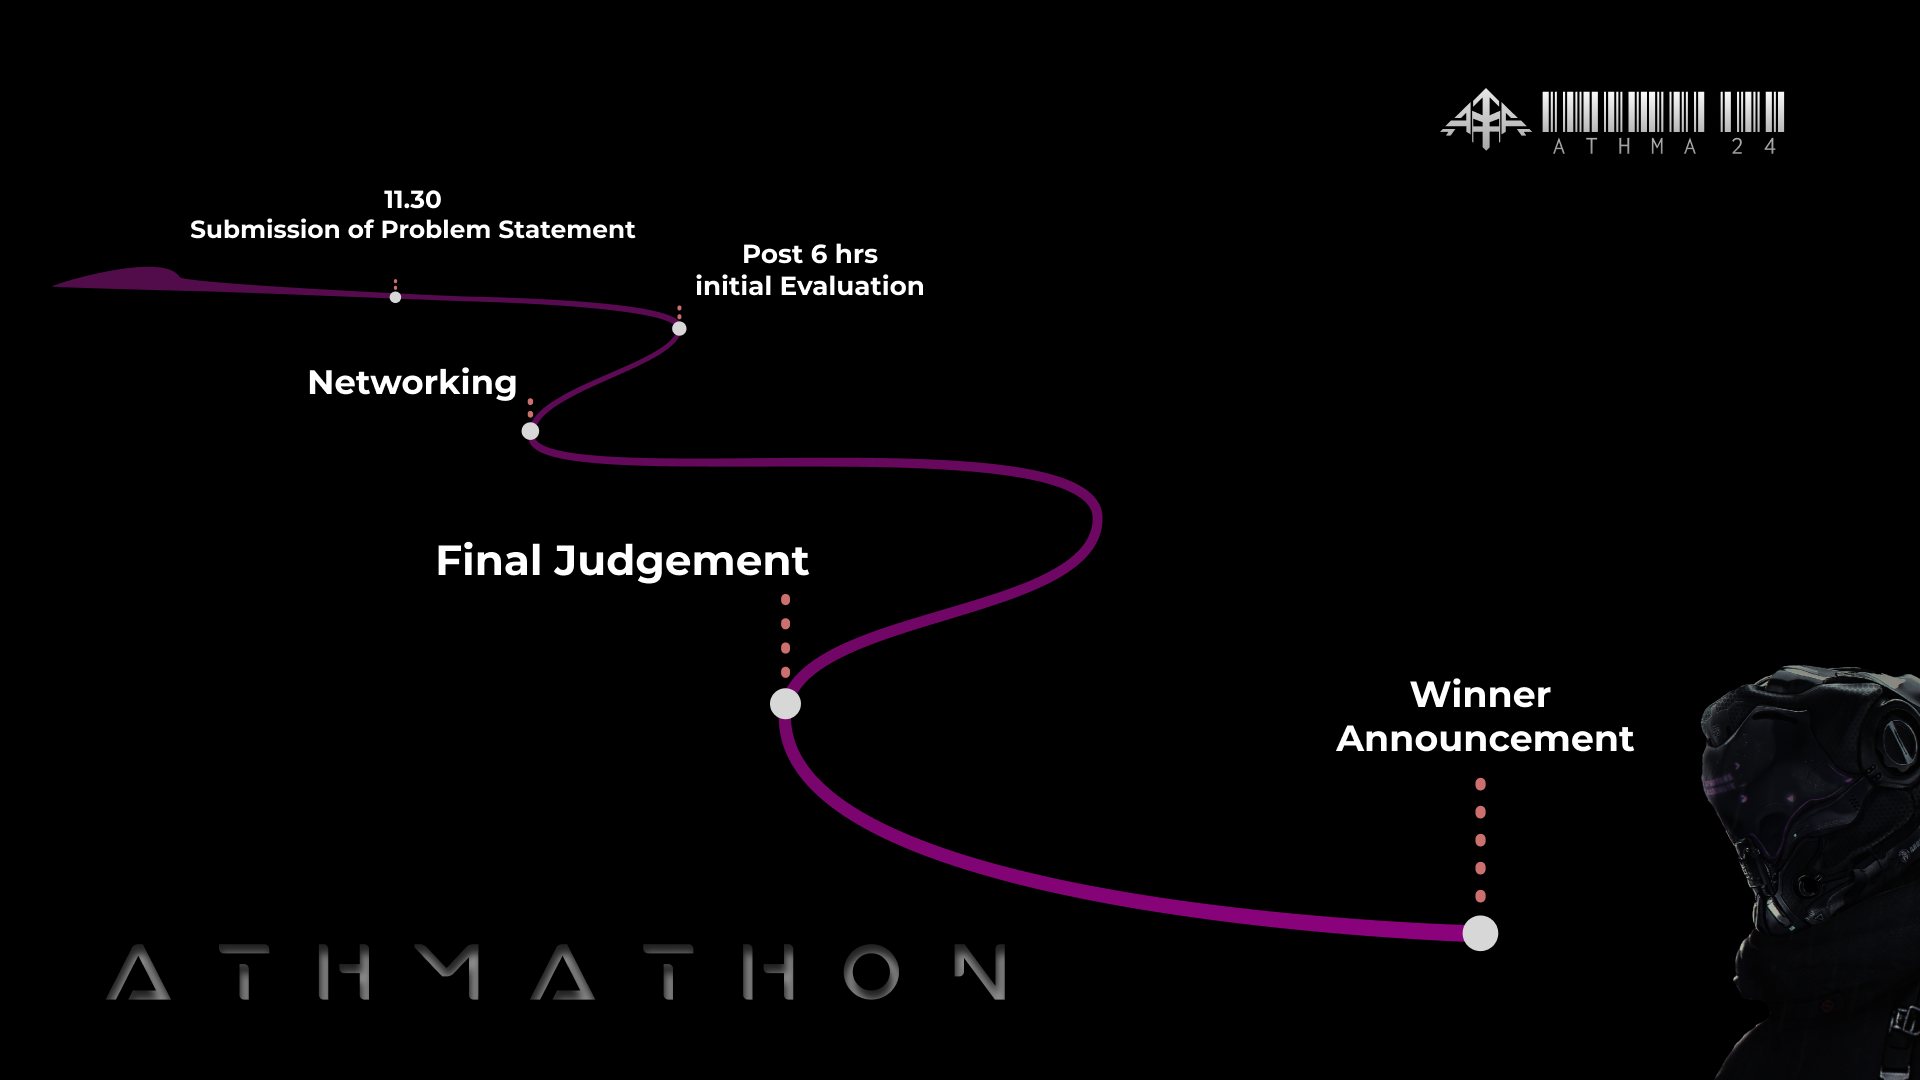 ATHMA 24
11.30
Submission of Problem Statement
Post 6 hrs
initial Evaluation
Networking
Final Judgement
Winner
Announcement
ATHMATHON